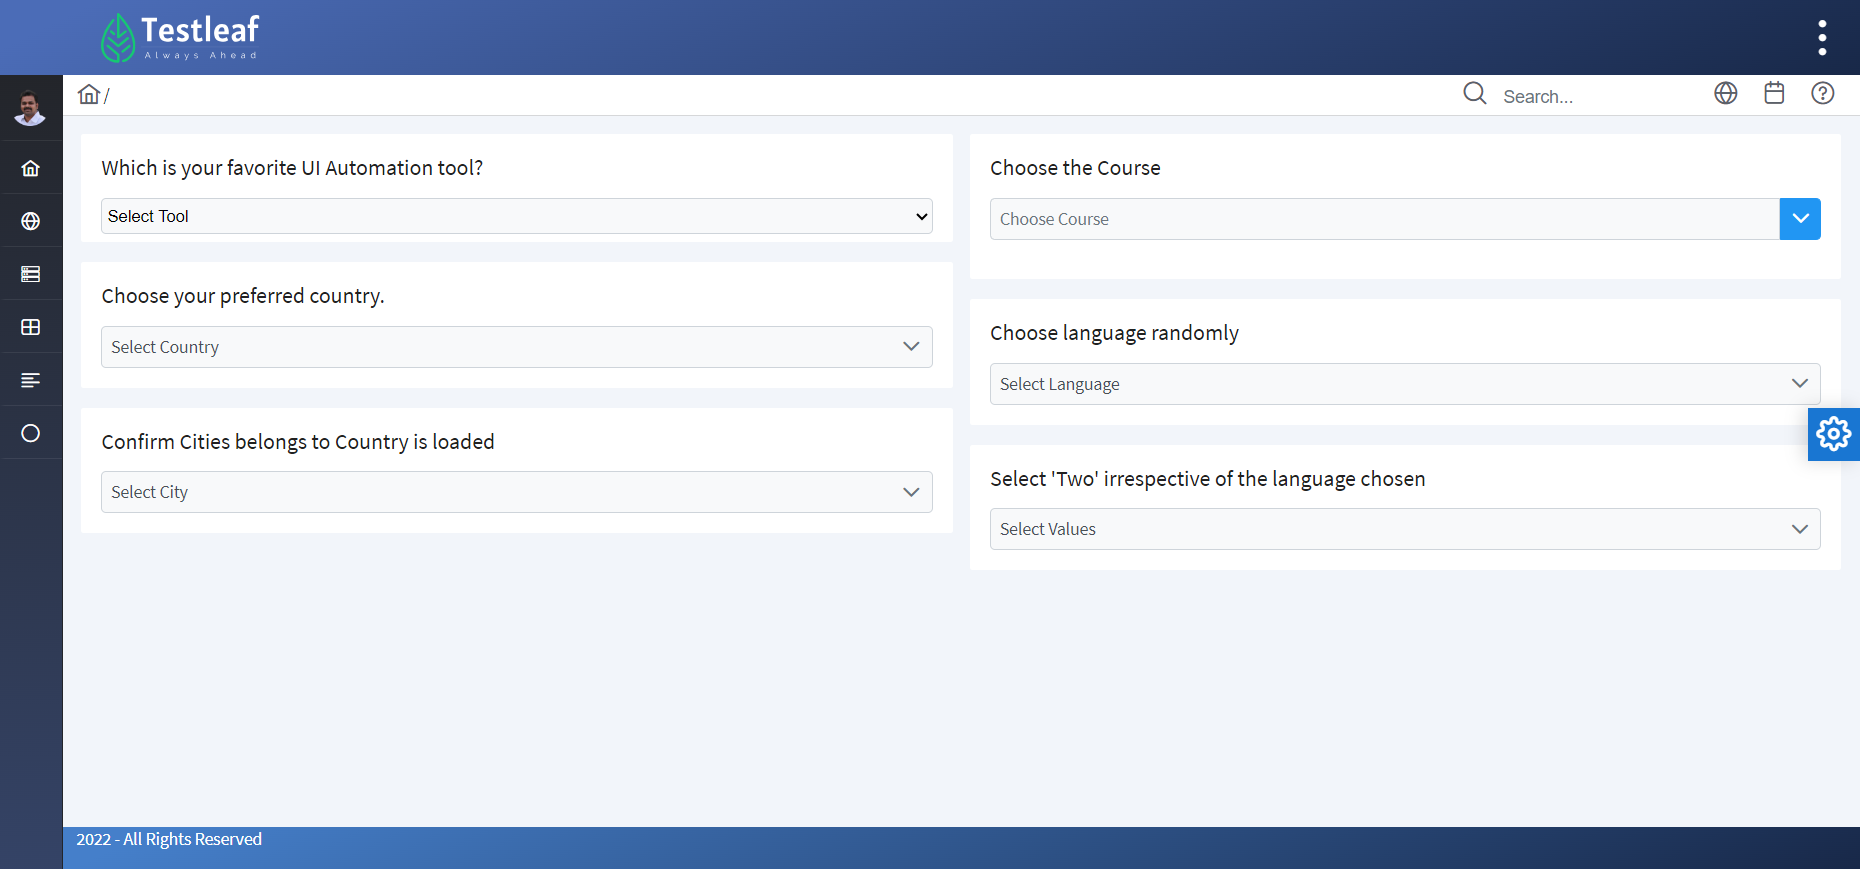 Testleaf
Always Ahead
/
Search...
Which is your favorite UI Automation tool?
Select Tool
Choose your preferred country.
Select Country
Confirm Cities belongs to Country is loaded
Select City
Choose the Course
Choose Course
Choose language randomly
Select Language
Select 'Two' irrespective of the language chosen
Select Values
2022 - All Rights Reserved